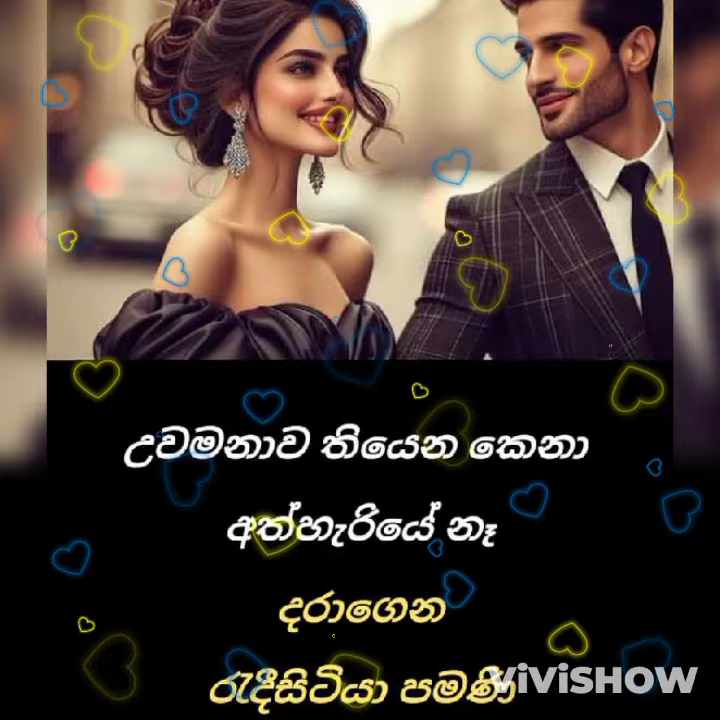 උවමනාව තියෙන කෙනා
අත්හැරියේ නෑ
දරාගෙන
රැදීසිටියා පමණි
ViViSHOW